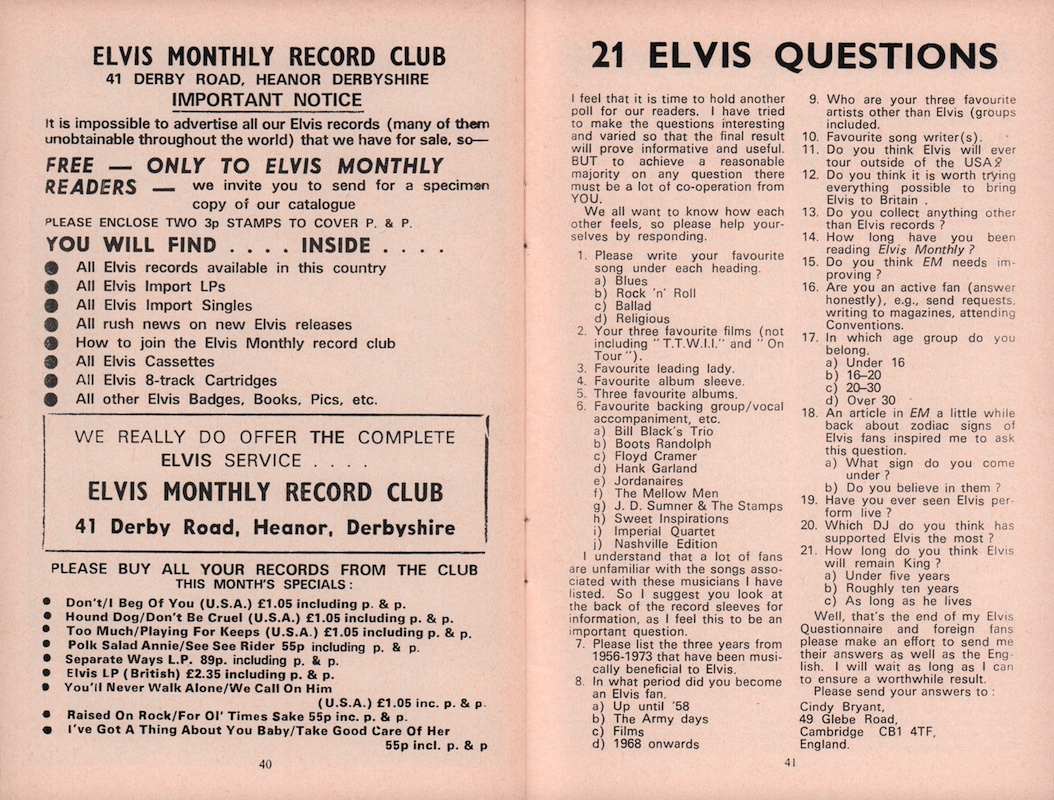 ELVIS MONTHLY RECORD CLUB
41 DERBY ROAD, HEANOR DERBYSHIRE
IMPORTANT NOTICE
It is impossible to advertise all our Elvis records (many of them
unobtainable throughout the world) that we have for sale, so—
FREE — ONLY TO ELVIS MONTHLY
READERS — we invite you to send for a specimen
copy of our catalogue
PLEASE ENCLOSE TWO 3p STAMPS TO COVER P. & P.
YOU WILL FIND . . . . INSIDE . . . .
● All Elvis records available in this country
● All Elvis Import LPs
● All Elvis Import Singles
● All rush news on new Elvis releases
● How to join the Elvis Monthly record club
● All Elvis Cassettes
● All Elvis 8-track Cartridges
● All other Elvis Badges, Books, Pics, etc.
WE REALLY DO OFFER THE COMPLETE
ELVIS SERVICE . . . .
ELVIS MONTHLY RECORD CLUB
41 Derby Road, Heanor, Derbyshire
PLEASE BUY ALL YOUR RECORDS FROM THE CLUB
THIS MONTH'S SPECIALS :
● Don't/I Beg Of You (U.S.A.) £1.05 including p. & p.
● Hound Dog/Don't Be Cruel (U.S.A.) £1.05 including p. & p.
● Too Much/Playing For Keeps (U.S.A.) £1.05 including p. & p.
● Polk Salad Annie/See See Rider 55p including p. & p.
● Separate Ways L.P. 89p. including p. & p.
● Elvis LP (British) £2.35 including p. & p.
● You'll Never Walk Alone/We Call On Him
(U.S.A.) £1.05 inc. p. & p.
● Raised On Rock/For Ol' Times Sake 55p inc. p. & p.
● I've Got A Thing About You Baby/Take Good Care Of Her
55p incl. p. & p
40
21 ELVIS QUESTIONS
I feel that it is time to hold another
poll for our readers. I have tried
to make the questions interesting
and varied so that the final result
will prove informative and useful.
BUT to achieve a reasonable
majority on any question there
must be a lot of co-operation from
YOU.
We all want to know how each
other feels, so please help your-
selves by responding.
1. Please write your favourite
song under each heading.
a) Blues
b) Rock 'n' Roll
c) Ballad
d) Religious
2. Your three favourite films (not
including "T.T.W.I.I." and "On
Tour").
3. Favourite leading lady.
4. Favourite album sleeve.
5. Three favourite albums.
6. Favourite backing group/vocal
accompaniment, etc.
a) Bill Black's Trio
b) Boots Randolph
c) Floyd Cramer
d) Hank Garland
e) Jordanaires
f) The Mellow Men
g) J. D. Sumner & The Stamps
h) Sweet Inspirations
i) Imperial Quartet
j) Nashville Edition
I understand that a lot of fans
are unfamiliar with the songs asso-
ciated with these musicians I have
listed. So I suggest you look at
the back of the record sleeves for
information, as I feel this to be an
important question.
7. Please list the three years from
1956-1973 that have been musi-
cally beneficial to Elvis.
8. In what period did you become
an Elvis fan.
a) Up until '58
b) The Army days
c) Films
d) 1968 onwards
9. Who are your three favourite
artists other than Elvis (groups
included.
10. Favourite song writer(s).
11. Do you think Elvis will ever
tour outside of the USA?
12. Do you think it is worth trying
everything possible to bring
Elvis to Britain .
13. Do you collect anything other
than Elvis records ?
14. How long have you been
reading Elvis Monthly ?
15. Do you think EM needs im-
proving ?
16. Are you an active fan (answer
honestly), e.g., send requests,
writing to magazines, attending
Conventions.
17. In which age group do you
belong.
a) Under 16
b) 16–20
c) 20–30
d) Over 30
18. An article in EM a little while
back about zodiac signs of
Elvis fans inspired me to ask
this question.
a) What sign do you come
under ?
b) Do you believe in them ?
19. Have you ever seen Elvis per-
form live ?
20. Which DJ do you think has
supported Elvis the most ?
21. How long do you think Elvis
will remain King ?
a) Under five years
b) Roughly ten years
c) As long as he lives
Well, that's the end of my Elvis
Questionnaire and foreign fans
please make an effort to send me
their answers as well as the Eng-
lish. I will wait as long as I can
to ensure a worthwhile result.
Please send your answers to :
Cindy Bryant,
49 Glebe Road,
Cambridge CB1 4TF,
England.
41